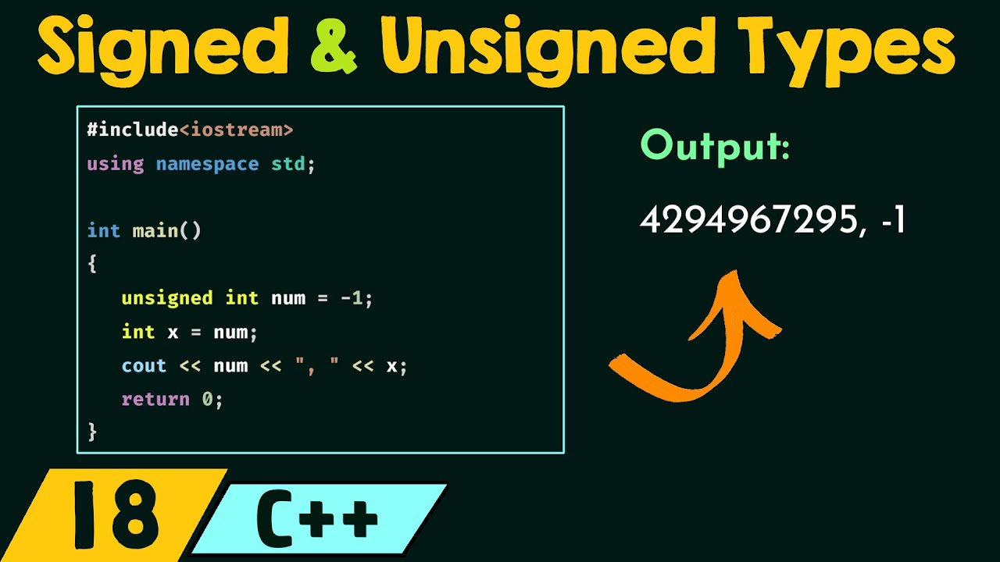 Signed & Unsigned Types
#include<iostream>
using namespace std;
int main()
{
unsigned int num = -1;
int x = num;
cout << num << ", " << x;
return 0;
}
Output:
4294967295, -1
18
C++